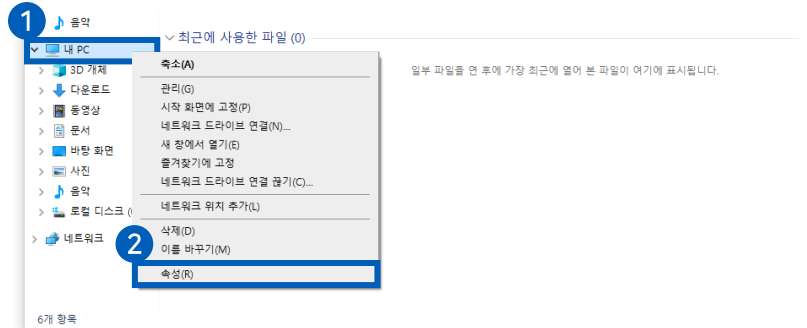 1
음악
최근에 사용한 파일 (0)
내 PC
축소(A)
3D 개체
일부 파일을 연 후에 가장 최근에 열어 본 파일이 여기에 표시됩니다.
관리(G)
다운로드
시작 화면에 고정(P)
동영상
네트워크 드라이브 연결(N)...
문서
새 창에서 열기(E)
바탕 화면
즐겨찾기에 고정
사진
네트워크 드라이브 연결 끊기(C)...
음악
네트워크 위치 추가(L)
로컬 디스크 (
삭제(D)
네트워크
2
이름 바꾸기(M)
속성(R)
6개 항목